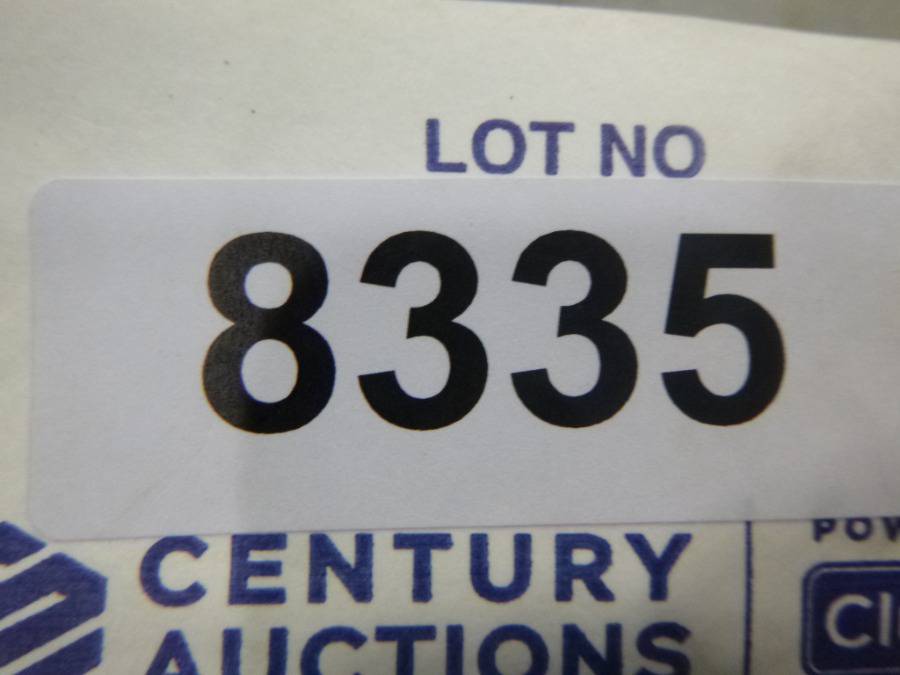 LOT NO
8335
CENTURY
AUCTIONS